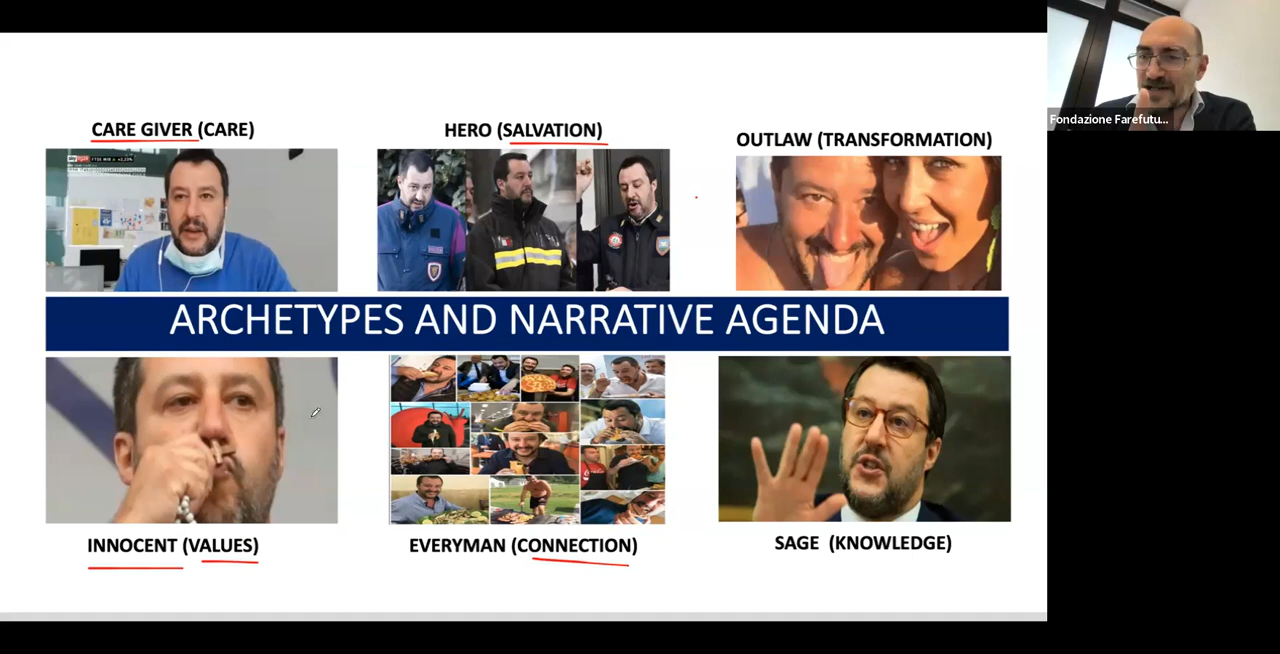 CARE GIVER (CARE)
HERO (SALVATION)
OUTLAW (TRANSFORMATION)
ARCHETYPES AND NARRATIVE AGENDA
INNOCENT (VALUES)
EVERYMAN (CONNECTION)
SAGE (KNOWLEDGE)
Fondazione Farefutu...